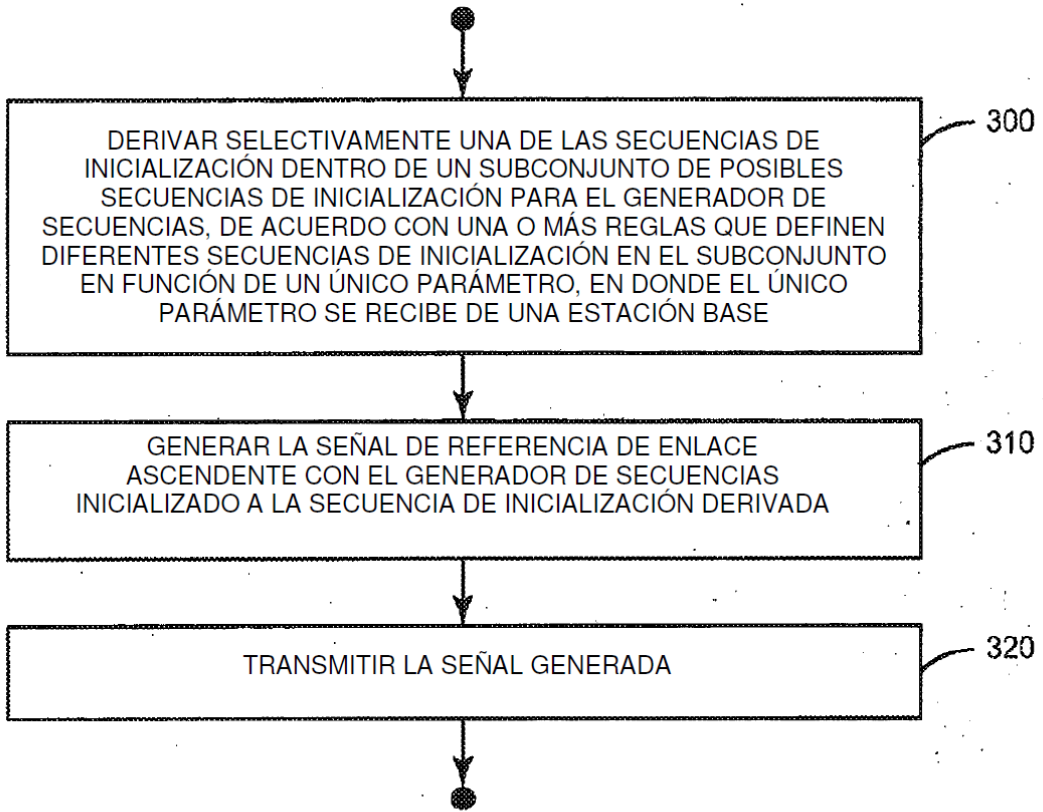 300
DERIVAR SELECTIVAMENTE UNA DE LAS SECUENCIAS DE
INICIALIZACIÓN DENTRO DE UN SUBCONJUNTO DE POSIBLES
SECUENCIAS DE INICIALIZACIÓN PARA EL GENERADOR DE
SECUENCIAS, DE ACUERDO CON UNA O MÁS REGLAS QUE DEFINEN
DIFERENTES SECUENCIAS DE INICIALIZACIÓN EN EL SUBCONJUNTO
EN FUNCIÓN DE UN ÚNICO PARÁMETRO, EN DONDE EL ÚNICO
PARÁMETRO SE RECIBE DE UNA ESTACIÓN BASE
310
GENERAR LA SEÑAL DE REFERENCIA DE ENLACE
ASCENDENTE CON EL GENERADOR DE SECUENCIAS
INICIALIZADO A LA SECUENCIA DE INICIALIZACIÓN DERIVADA
320
TRANSMITIR LA SEÑAL GENERADA